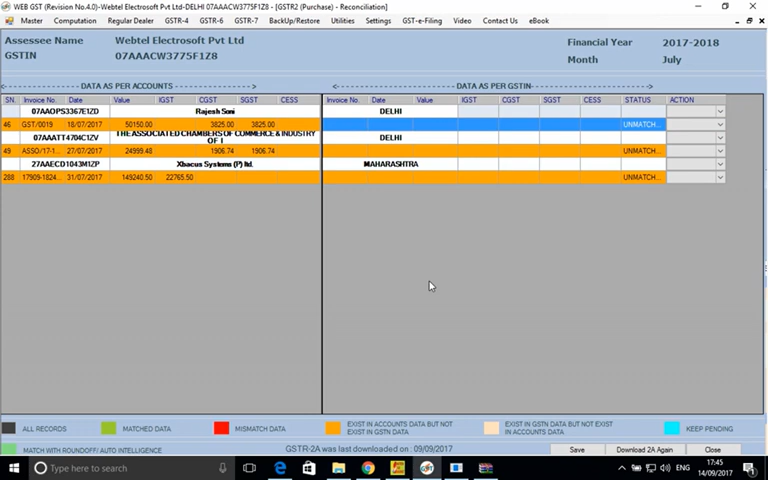 WEB GST (Revision No.4.0)-Webtel Electrosoft Pvt Ltd-DELHI 07AAACW3775F1Z8 - [GSTR2 (Purchase) - Reconciliation]
Master Computation Regular Dealer GSTR-4 GSTR-6 GSTR-7 BackUp/Restore Utilities Settings GST-e-Filing Video Contact Us eBook
Assessee Name Webtel Electrosoft Pvt Ltd Financial Year 2017-2018
GSTIN 07AAACW3775F1Z8 Month July
<---------- DATA AS PER ACCOUNTS ----------> <---------- DATA AS PER GSTIN ---------->
SN. Invoice No. Date Value IGST CGST SGST CESS Invoice No. Date Value IGST CGST SGST CESS STATUS ACTION
07AAOPS3367E1ZD Rajesh Soni DELHI
46 GST/0019 18/07/2017 50150.00 3825.00 3825.00 UNMATCH...
07AAATT4704C1ZV THE ASSOCIATED CHAMBERS OF COMMERCE & INDUSTRY OF I DELHI
49 ASSO/17-1... 27/07/2017 24999.48 1906.74 1906.74 UNMATCH...
27AAECD1043M1ZP Xbacus Systems (P) ltd. MAHARASHTRA
288 17909-1824... 31/07/2017 149240.50 22765.50 UNMATCH...
ALL RECORDS MATCHED DATA MISMATCH DATA EXIST IN ACCOUNTS DATA BUT NOT EXIST IN GSTN DATA EXIST IN GSTN DATA BUT NOT EXIST IN ACCOUNTS DATA KEEP PENDING
MATCH WITH ROUNDOFF/ AUTO INTELLIGENCE GSTR-2A was last downloaded on : 09/09/2017 Save Download 2A Again Close
Type here to search ENG 17:45
14/09/2017